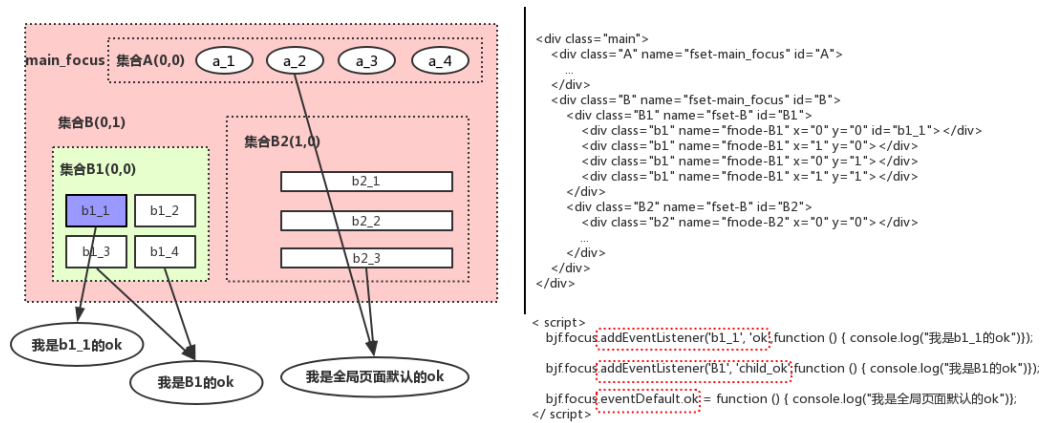 main_focus
集合A(0,0)
a_1
a_2
a_3
a_4
集合B(0,1)
集合B1(0,0)
b1_1
b1_2
b1_3
b1_4
集合B2(1,0)
b2_1
b2_2
b2_3
我是b1_1的ok
我是B1的ok
我是全局页面默认的ok
<div class="main">
<div class="A" name="fset-main_focus" id="A">
...
</div>
<div class="B" name="fset-main_focus" id="B">
<div class="B1" name="fset-B" id="B1">
<div class="b1" name="fnode-B1" x="0" y="0" id="b1_1"></div>
<div class="b1" name="fnode-B1" x="1" y="0"></div>
<div class="b1" name="fnode-B1" x="0" y="1"></div>
<div class="b1" name="fnode-B1" x="1" y="1"></div>
</div>
<div class="B2" name="fset-B" id="B2">
<div class="b2" name="fnode-B2" x="0" y="0"></div>
...
</div>
</div>
</div>
< script>
bjf.focus.addEventListener('b1_1', 'ok',function () { console.log("我是b1_1的ok")});
bjf.focus.addEventListener('B1', 'child_ok',function () { console.log("我是B1的ok")});
bjf.focus.eventDefault.ok = function () { console.log("我是全局页面默认的ok")};
</ script>